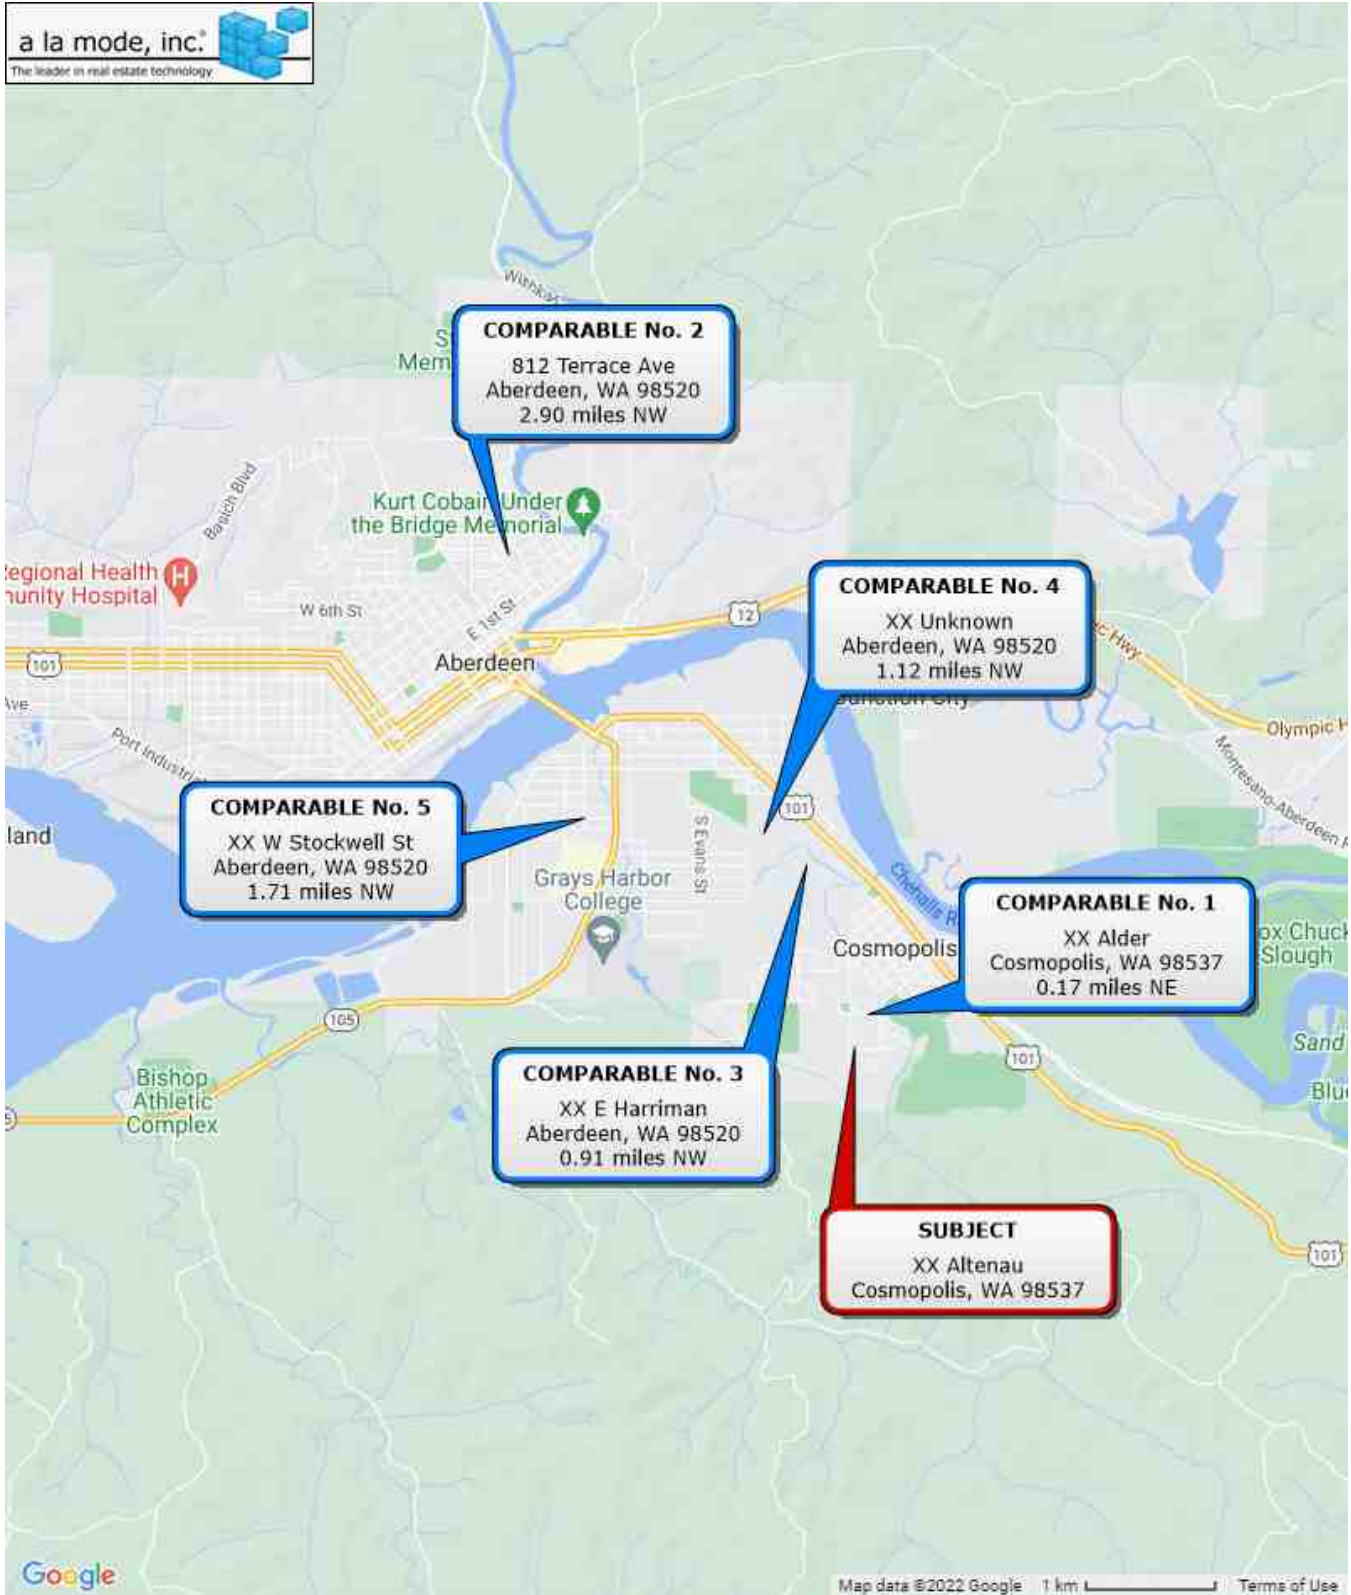 a la mode, inc.®
The leader in real estate technology
COMPARABLE No. 2
812 Terrace Ave
Aberdeen, WA 98520
2.90 miles NW
Kurt Cobain Under
the Bridge Memorial
Basich Blvd
Regional Health
Hospital
W 6th St
E 1st St
12
COMPARABLE No. 4
XX Unknown
Aberdeen, WA 98520
1.12 miles NW
Hwy
101
Aberdeen
Ave
Junction City
Olympic
Port Industrial
Montesano-Aberdeen
COMPARABLE No. 5
XX W Stockwell St
Aberdeen, WA 98520
1.71 miles NW
101
S Evans St
Grays Harbor
College
Chehalis
COMPARABLE No. 1
XX Alder
Cosmopolis, WA 98537
0.17 miles NE
Cosmopolis
Slough
105
Sand
101
COMPARABLE No. 3
XX E Harriman
Aberdeen, WA 98520
0.91 miles NW
Bishop
Athletic
Complex
SUBJECT
XX Altenau
Cosmopolis, WA 98537
101
Google
Map data ©2022 Google
1 km
Terms of Use